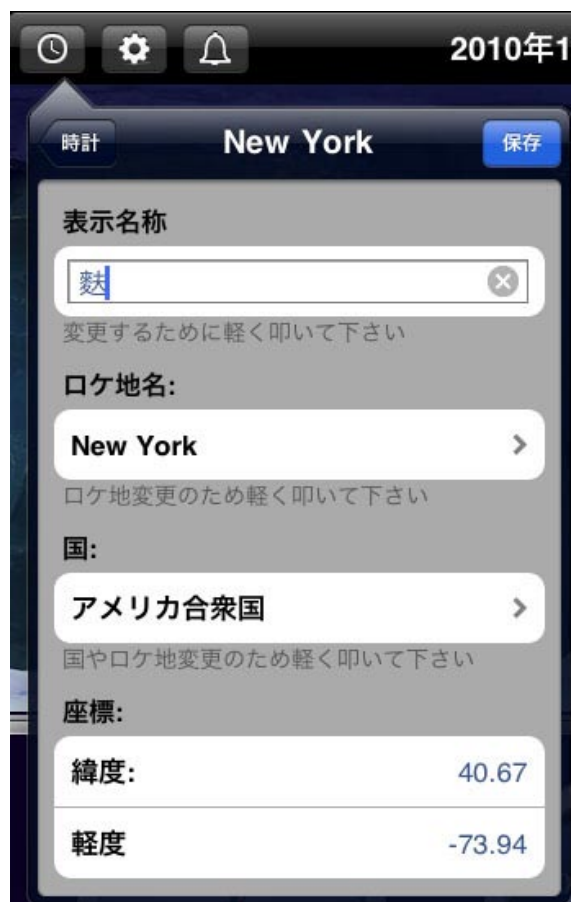 2010年1
時計
New York
保存
表示名称
麩
変更するために軽く叩いて下さい
ロケ地名:
New York
ロケ地変更のため軽く叩いて下さい
国:
アメリカ合衆国
国やロケ地変更のため軽く叩いて下さい
座標:
緯度:
40.67
軽度
-73.94